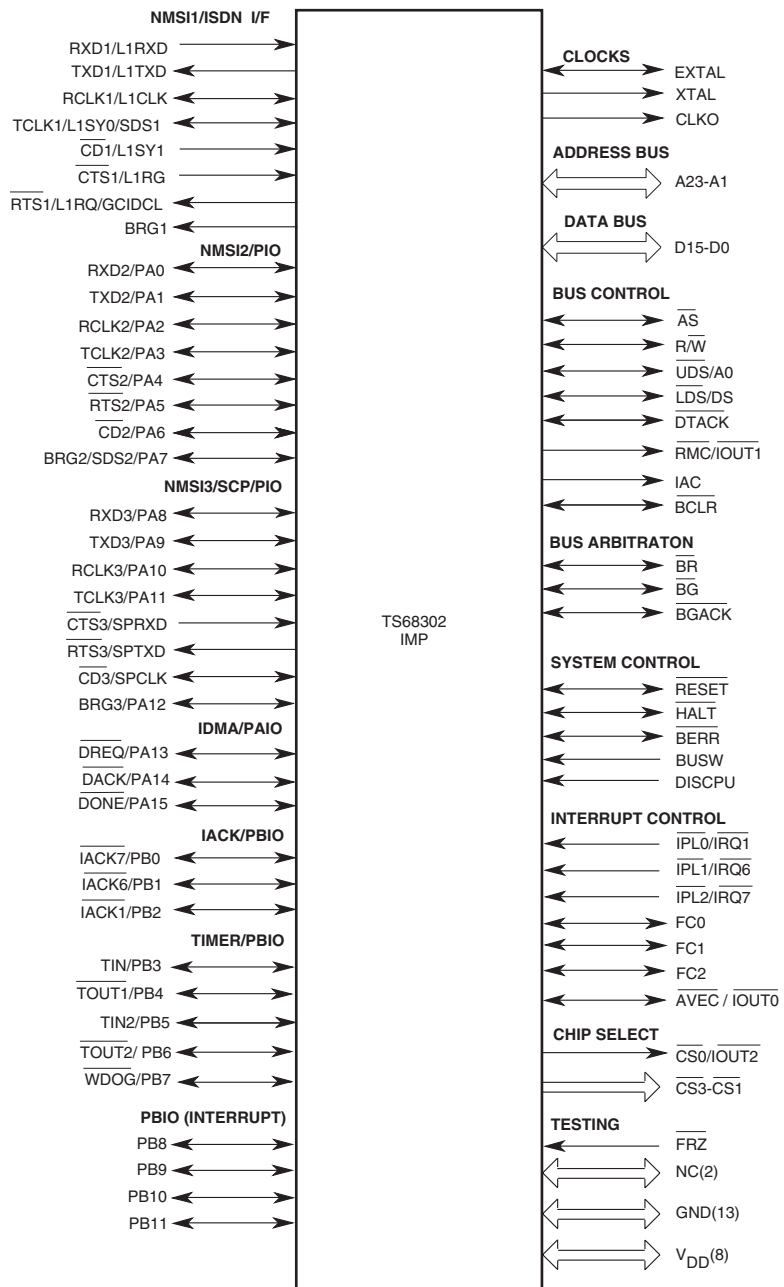 NMSI1/ISDN I/F
RXD1/L1RXD
TXD1/L1TXD
RCLK1/L1CLK
TCLK1/L1SY0/SDS1
CD1/L1SY1
CTS1/L1RG
RTS1/L1RQ/GCIDCL
BRG1
NMSI2/PIO
RXD2/PA0
TXD2/PA1
RCLK2/PA2
TCLK2/PA3
CTS2/PA4
RTS2/PA5
CD2/PA6
BRG2/SDS2/PA7
NMSI3/SCP/PIO
RXD3/PA8
TXD3/PA9
RCLK3/PA10
TCLK3/PA11
CTS3/SPRXD
RTS3/SPTXD
CD3/SPCLK
BRG3/PA12
IDMA/PAIO
DREQ/PA13
DACK/PA14
DONE/PA15
IACK/PBIO
IACK7/PB0
IACK6/PB1
IACK1/PB2
TIMER/PBIO
TIN/PB3
TOUT1/PB4
TIN2/PB5
TOUT2/ PB6
WDOG/PB7
PBIO (INTERRUPT)
PB8
PB9
PB10
PB11
TS68302
IMP
CLOCKS
EXTAL
XTAL
CLKO
ADDRESS BUS
A23-A1
DATA BUS
D15-D0
BUS CONTROL
AS
R/W
UDS/A0
LDS/DS
DTACK
RMC/IOUT1
IAC
BCLR
BUS ARBITRATON
BR
BG
BGACK
SYSTEM CONTROL
RESET
HALT
BERR
BUSW
DISCPU
INTERRUPT CONTROL
IPL0/IRQ1
IPL1/IRQ6
IPL2/IRQ7
FC0
FC1
FC2
AVEC / IOUT0
CHIP SELECT
CS0/IOUT2
CS3-CS1
TESTING
FRZ
NC(2)
GND(13)
VDD(8)